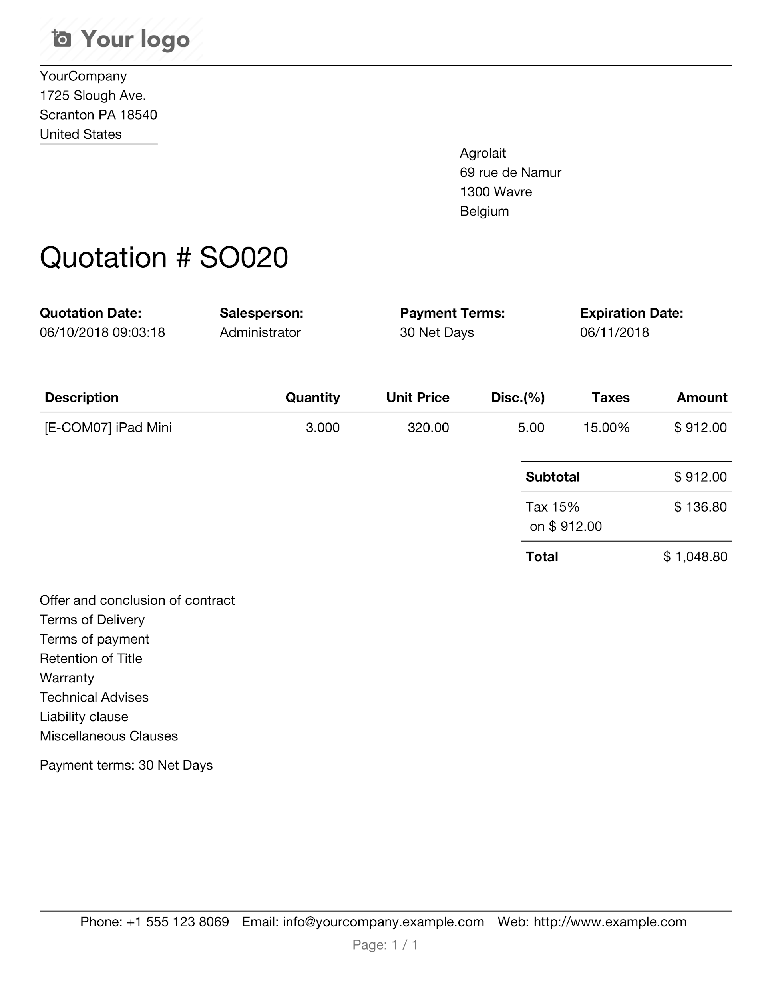 Your logo
YourCompany
1725 Slough Ave.
Scranton PA 18540
United States
Agrolait
69 rue de Namur
1300 Wavre
Belgium
Quotation # SO020
Quotation Date: Salesperson: Payment Terms: Expiration Date:
06/10/2018 09:03:18 Administrator 30 Net Days 06/11/2018
Description Quantity Unit Price Disc.(%) Taxes Amount
[E-COM07] iPad Mini 3.000 320.00 5.00 15.00% $ 912.00
Subtotal $ 912.00
Tax 15% $ 136.80
on $ 912.00
Total $ 1,048.80
Offer and conclusion of contract
Terms of Delivery
Terms of payment
Retention of Title
Warranty
Technical Advises
Liability clause
Miscellaneous Clauses
Payment terms: 30 Net Days
Phone: +1 555 123 8069 Email: info@yourcompany.example.com Web: http://www.example.com
Page: 1 / 1